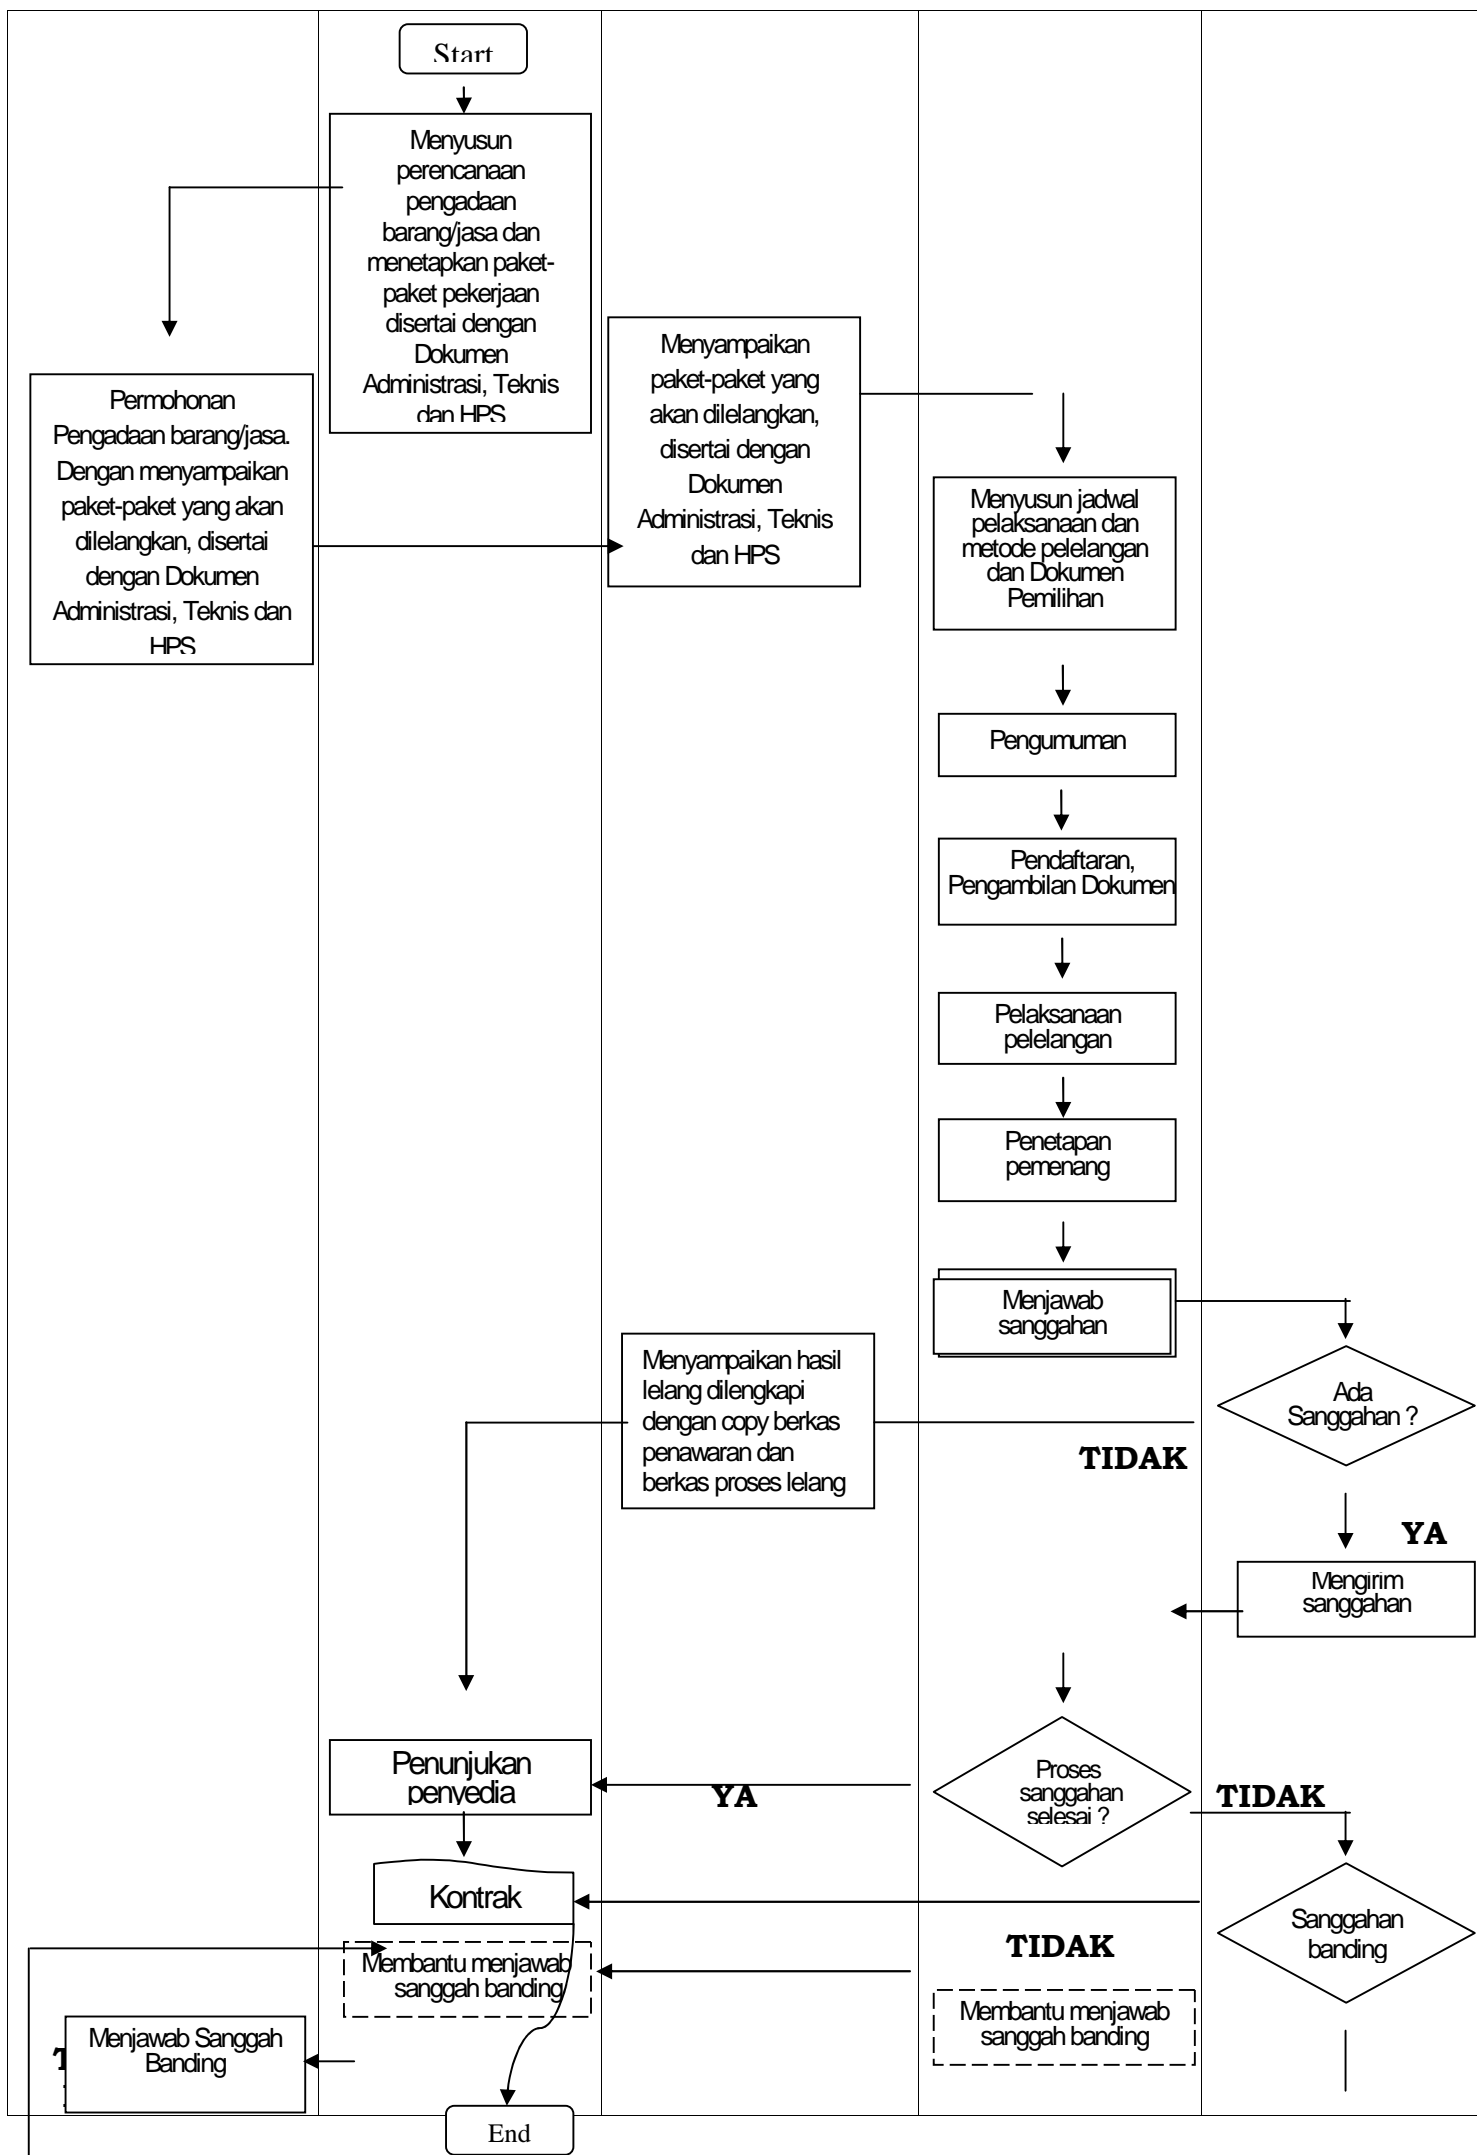 Start
Menyusun
perencanaan
pengadaan
barang/jasa dan
menetapkan paket-
paket pekerjaan
disertai dengan
Dokumen
Administrasi, Teknis
dan HPS
Permohonan
Pengadaan barang/jasa.
Dengan menyampaikan
paket-paket yang akan
dilelangkan, disertai
dengan Dokumen
Administrasi, Teknis dan
HPS
Menyampaikan
paket-paket yang
akan dilelangkan,
disertai dengan
Dokumen
Administrasi, Teknis
dan HPS
Menyusun jadwal
pelaksanaan dan
metode pelelangan
dan Dokumen
Pemilihan
Pengumuman
Pendaftaran,
Pengambilan Dokumen
Pelaksanaan
pelelangan
Penetapan
pemenang
Menjawab
sanggahan
Ada
Sanggahan ?
TIDAK
Menyampaikan hasil
lelang dilengkapi
dengan copy berkas
penawaran dan
berkas proses lelang
YA
Mengirim
sanggahan
Proses
sanggahan
selesai ?
YA
TIDAK
Penunjukan
penyedia
Kontrak
Sanggahan
banding
TIDAK
Membantu menjawab
sanggah banding
Membantu menjawab
sanggah banding
Menjawab Sanggah
Banding
End